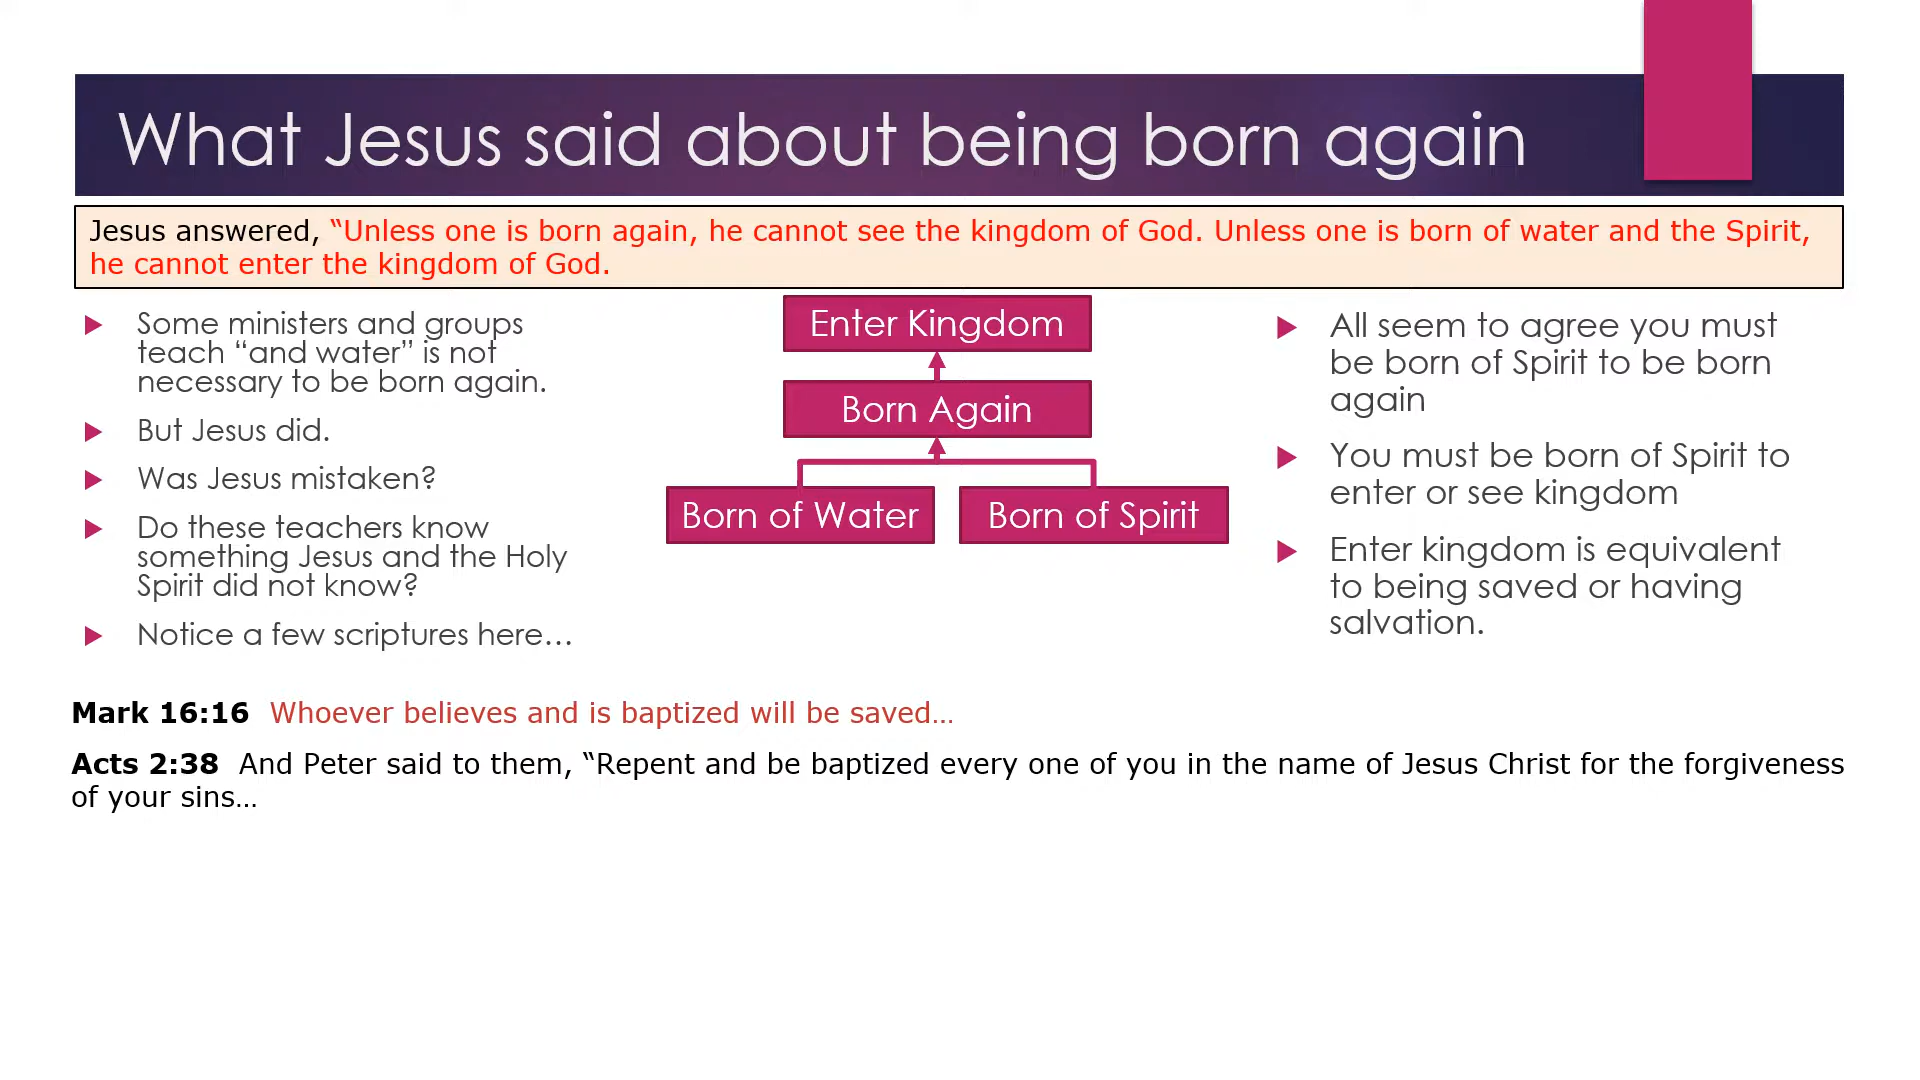 What Jesus said about being born again
Jesus answered, “Unless one is born again, he cannot see the kingdom of God. Unless one is born of water and the Spirit,
he cannot enter the kingdom of God.
Some ministers and groups
teach “and water” is not
necessary to be born again.
But Jesus did.
Was Jesus mistaken?
Do these teachers know
something Jesus and the Holy
Spirit did not know?
Notice a few scriptures here…
Enter Kingdom
Born Again
Born of Water
Born of Spirit
All seem to agree you must
be born of Spirit to be born
again
You must be born of Spirit to
enter or see kingdom
Enter kingdom is equivalent
to being saved or having
salvation.
Mark 16:16 Whoever believes and is baptized will be saved…
Acts 2:38 And Peter said to them, “Repent and be baptized every one of you in the name of Jesus Christ for the forgiveness
of your sins…